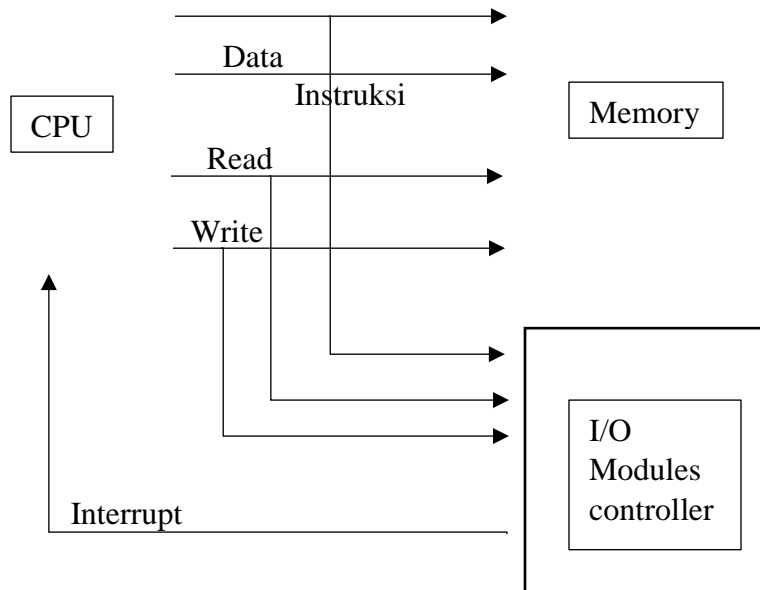 Data
Instruksi
CPU
Memory
Read
Write
I/O
Modules
controller
Interrupt